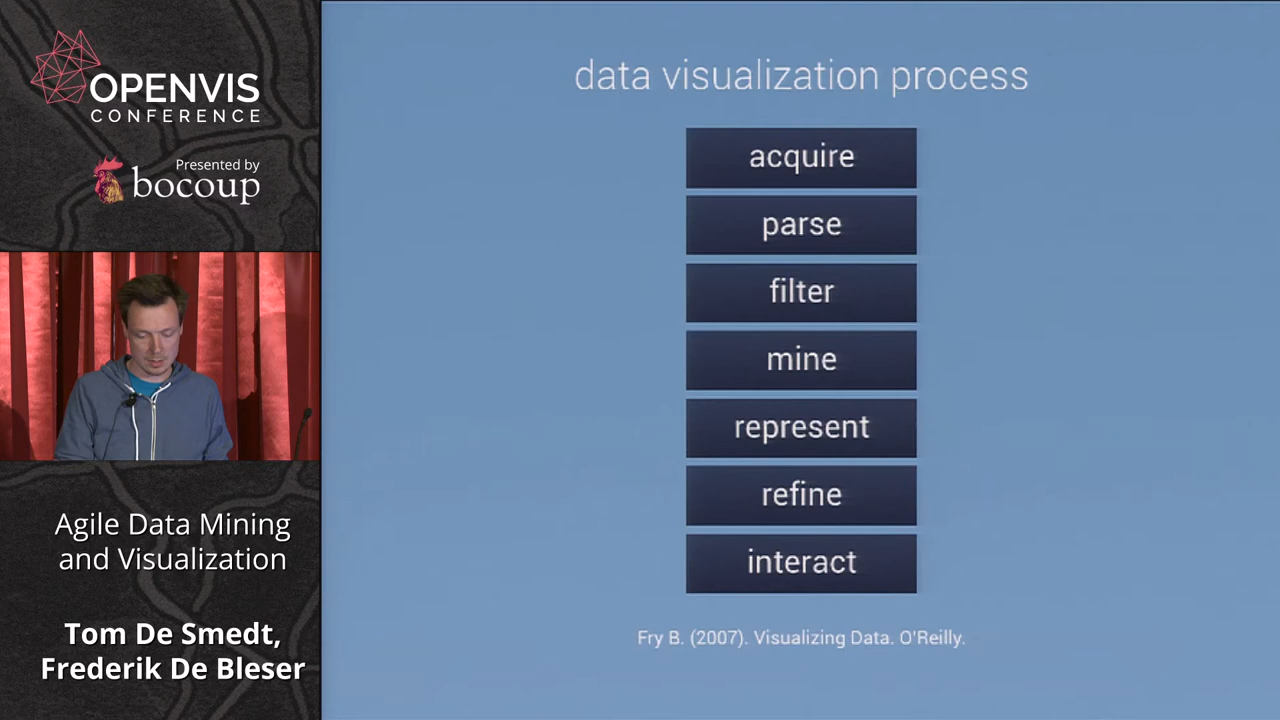 OPENVIS
CONFERENCE
Presented by
bocoup
Agile Data Mining
and Visualization
Tom De Smedt,
Frederik De Bleser
data visualization process
acquire
parse
filter
mine
represent
refine
interact
Fry B. (2007). Visualizing Data. O'Reilly.